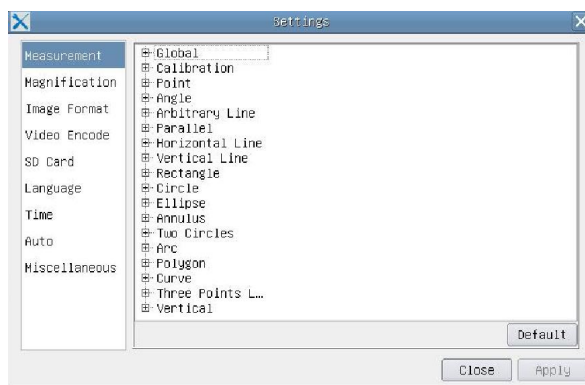 Settings
Measurement
Magnification
Image Format
Video Encode
SD Card
Language
Time
Auto
Miscellaneous
Global
Calibration
Point
Angle
Arbitrary Line
Parallel
Horizontal Line
Vertical Line
Rectangle
Circle
Ellipse
Annulus
Two Circles
Arc
Polygon
Curve
Three Points L...
Vertical
Default
Close
Apply